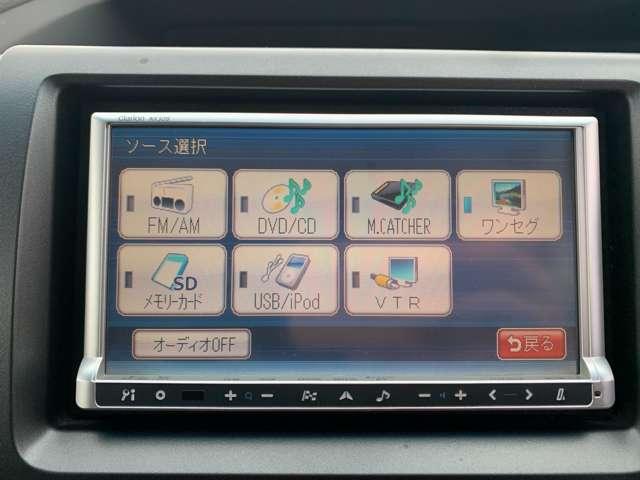 Clarion
ソース選択
FM/AM
DVD/CD
M.CATCHER
ワンセグ
SD
メモリーカード
USB/iPod
VTR
オーディオOFF
戻る